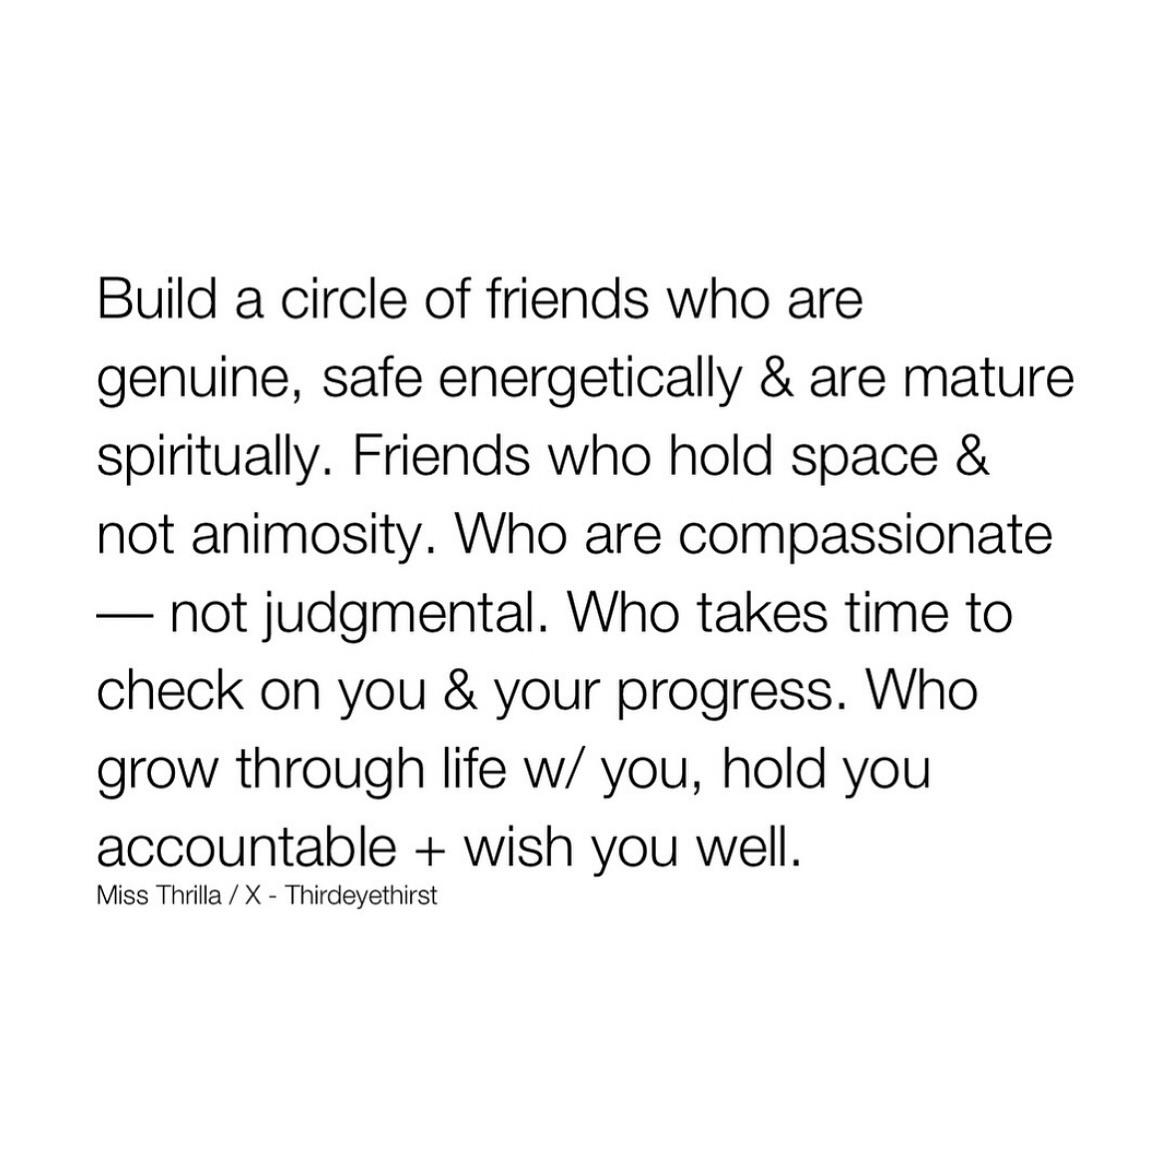 Build a circle of friends who are
genuine, safe energetically & are mature
spiritually. Friends who hold space &
not animosity. Who are compassionate
— not judgmental. Who takes time to
check on you & your progress. Who
grow through life w/ you, hold you
accountable + wish you well.
Miss Thrilla / X - Thirdeyethirst